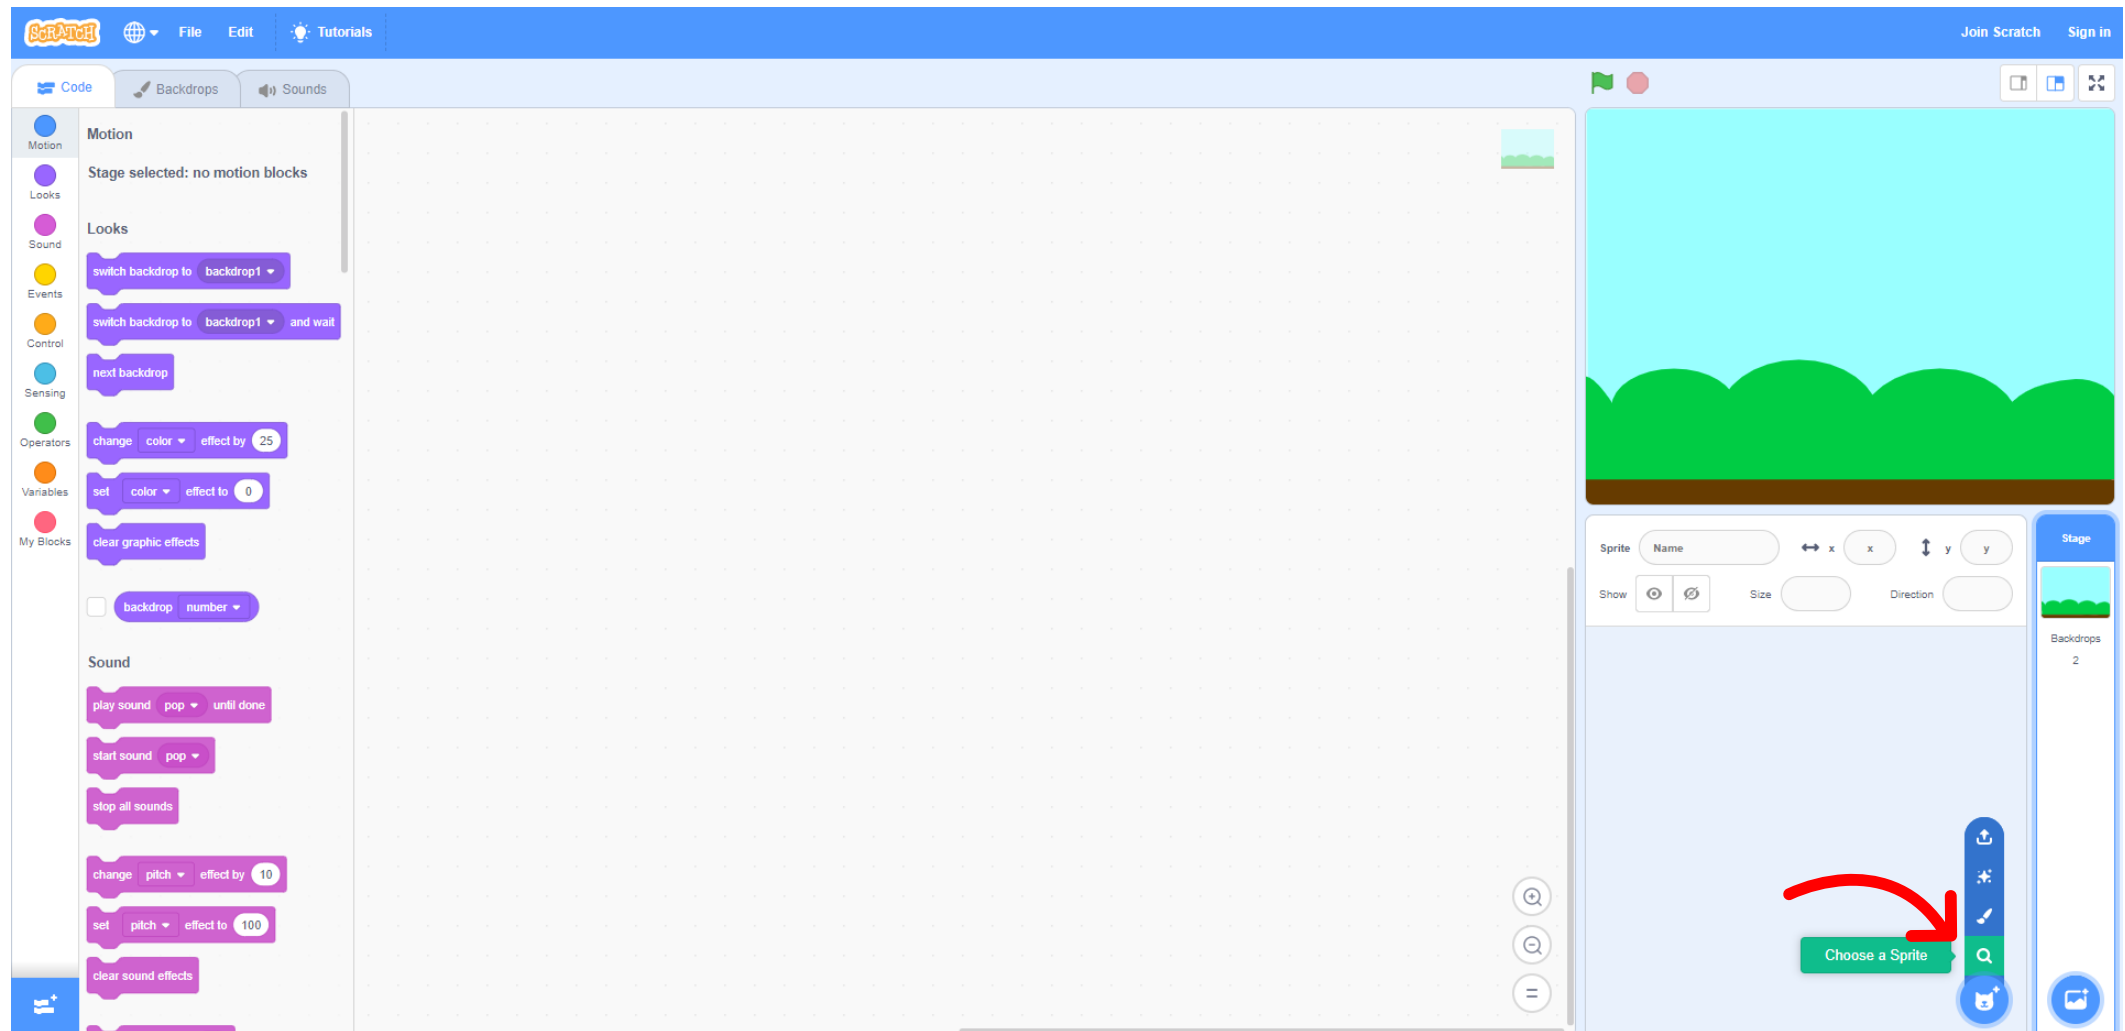 SCRATCH File Edit Tutorials Join Scratch Sign in
Code Backdrops Sounds
Motion
Looks
Sound
Events
Control
Sensing
Operators
Variables
My Blocks
Motion
Stage selected: no motion blocks
Looks
switch backdrop to backdrop1
switch backdrop to backdrop1 and wait
next backdrop
change color effect by 25
set color effect to 0
clear graphic effects
backdrop number
Sound
play sound pop until done
start sound pop
stop all sounds
change pitch effect by 10
set pitch effect to 100
clear sound effects
Sprite Name x x y y
Show Size Direction
Stage
Backdrops
2
Choose a Sprite